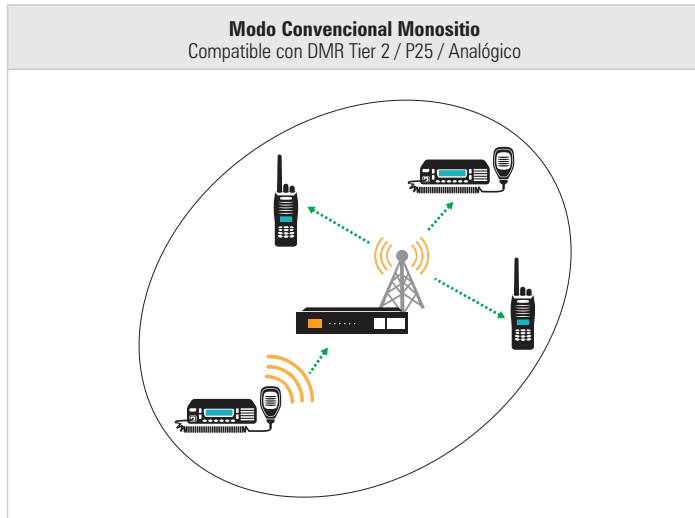 Modo Convencional Monositio
Compatible con DMR Tier 2 / P25 / Analógico